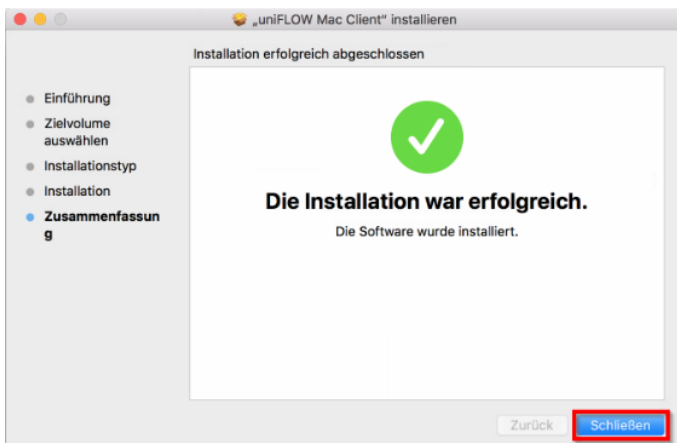 „uniFLOW Mac Client“ installieren
Installation erfolgreich abgeschlossen
Einführung
Zielvolume
auswählen
Installationstyp
Installation
Zusammenfassun
g
Die Installation war erfolgreich.
Die Software wurde installiert.
Zurück
Schließen